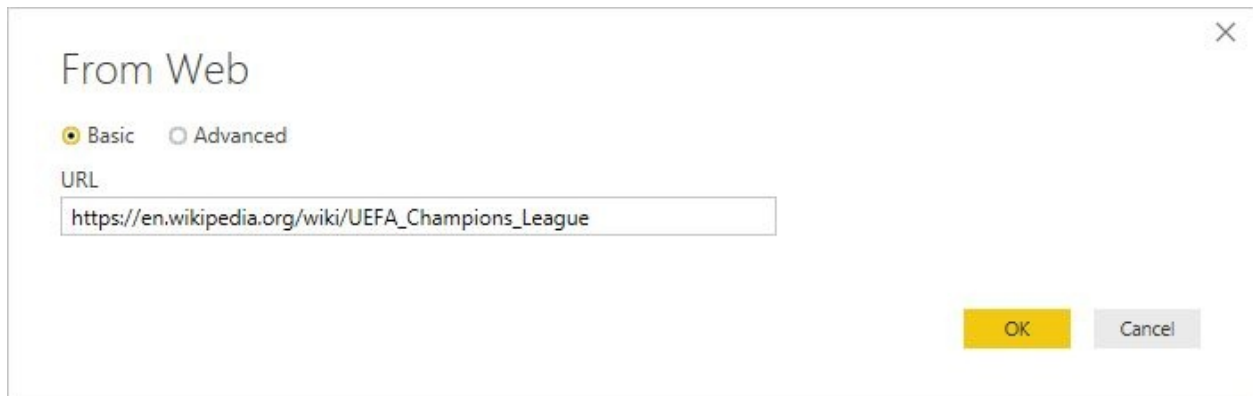 From Web
Basic Advanced
URL
https://en.wikipedia.org/wiki/UEFA_Champions_League
OK Cancel